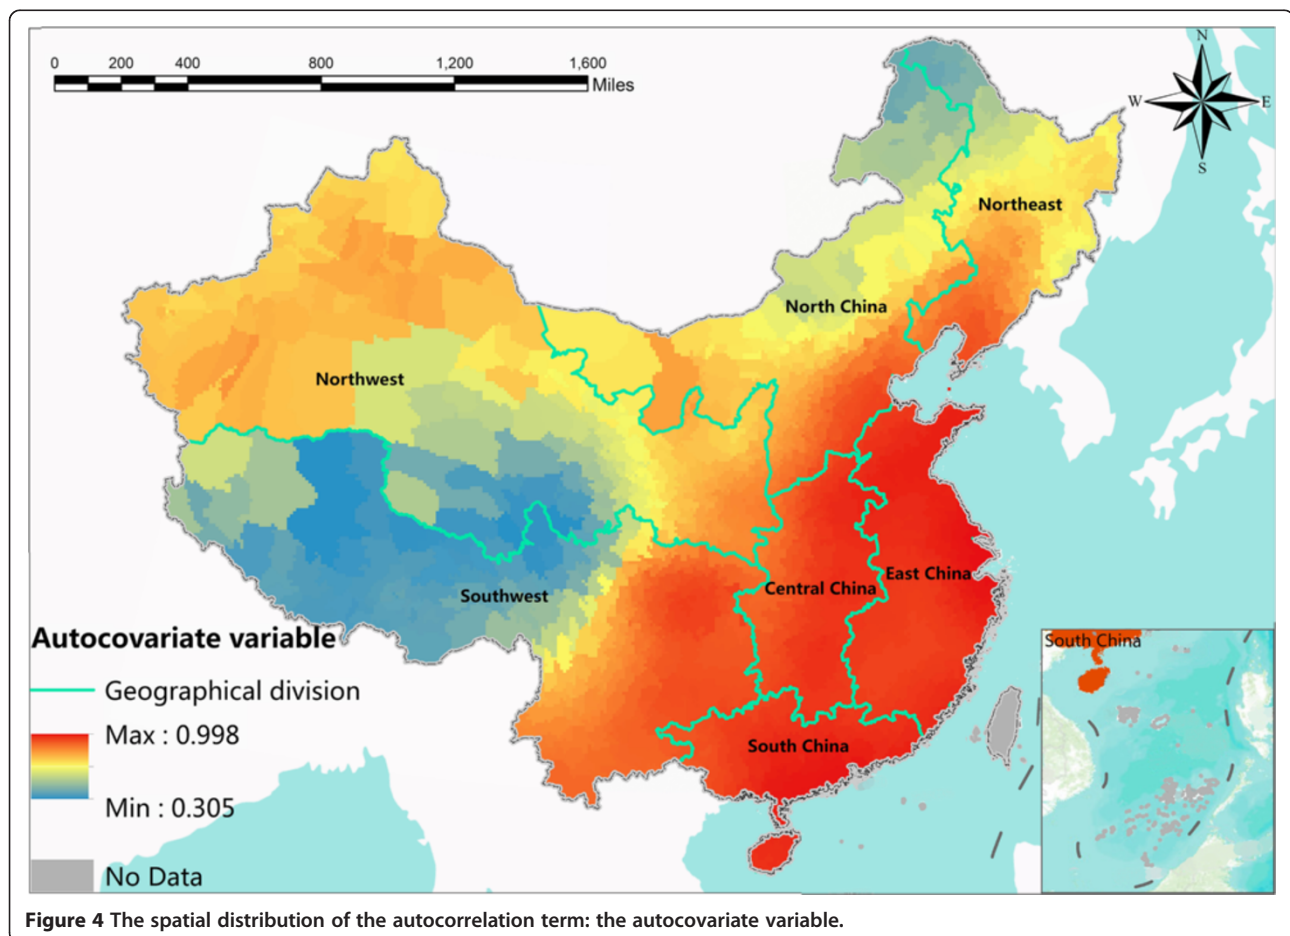 0 200 400 800 1,200 1,600
Miles
N
W E
S
Northeast
North China
Northwest
Southwest
Central China
East China
South China
Autocovariate variable
Geographical division
Max : 0.998
Min : 0.305
No Data
South China
Figure 4 The spatial distribution of the autocorrelation term: the autocovariate variable.